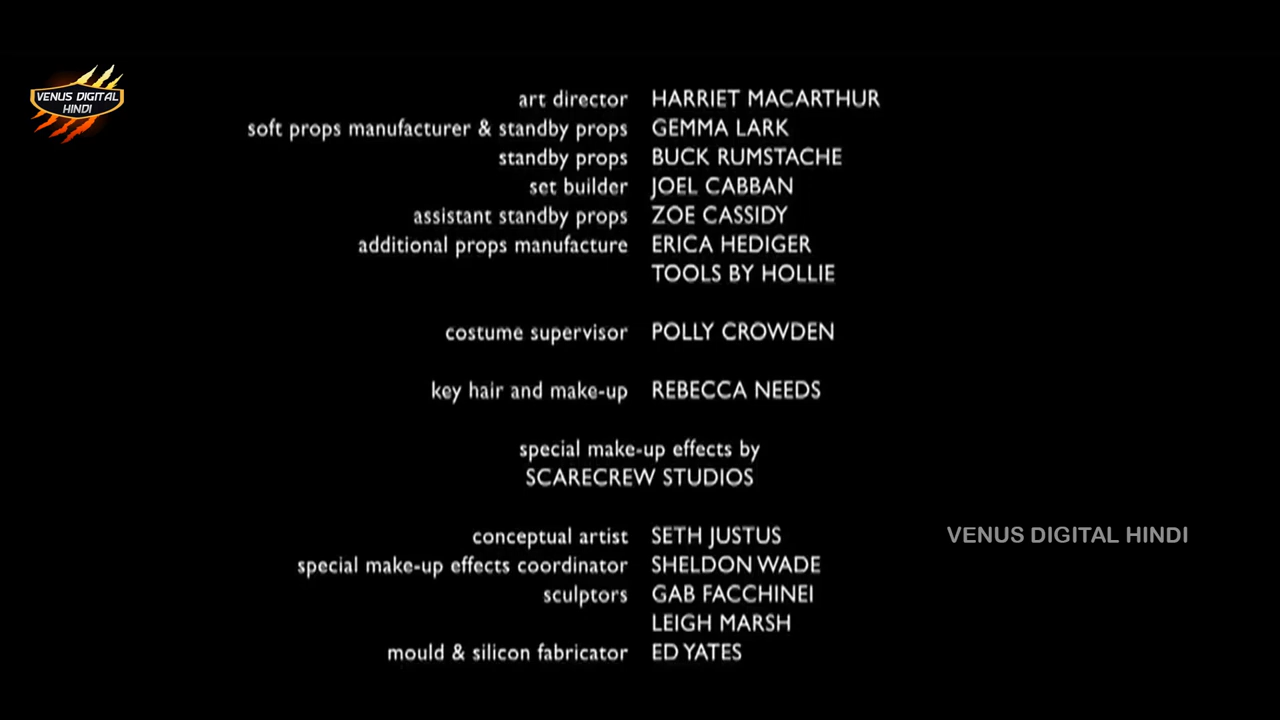 VENUS DIGITAL
HINDI
art director HARRIET MACARTHUR
soft props manufacturer & standby props GEMMA LARK
standby props BUCK RUMSTACHE
set builder JOEL CABBAN
assistant standby props ZOE CASSIDY
additional props manufacture ERICA HEDIGER
TOOLS BY HOLLIE
costume supervisor POLLY CROWDEN
key hair and make-up REBECCA NEEDS
special make-up effects by
SCARECREW STUDIOS
conceptual artist SETH JUSTUS
VENUS DIGITAL HINDI
special make-up effects coordinator SHELDON WADE
sculptors GAB FACCHINEI
LEIGH MARSH
mould & silicon fabricator ED YATES